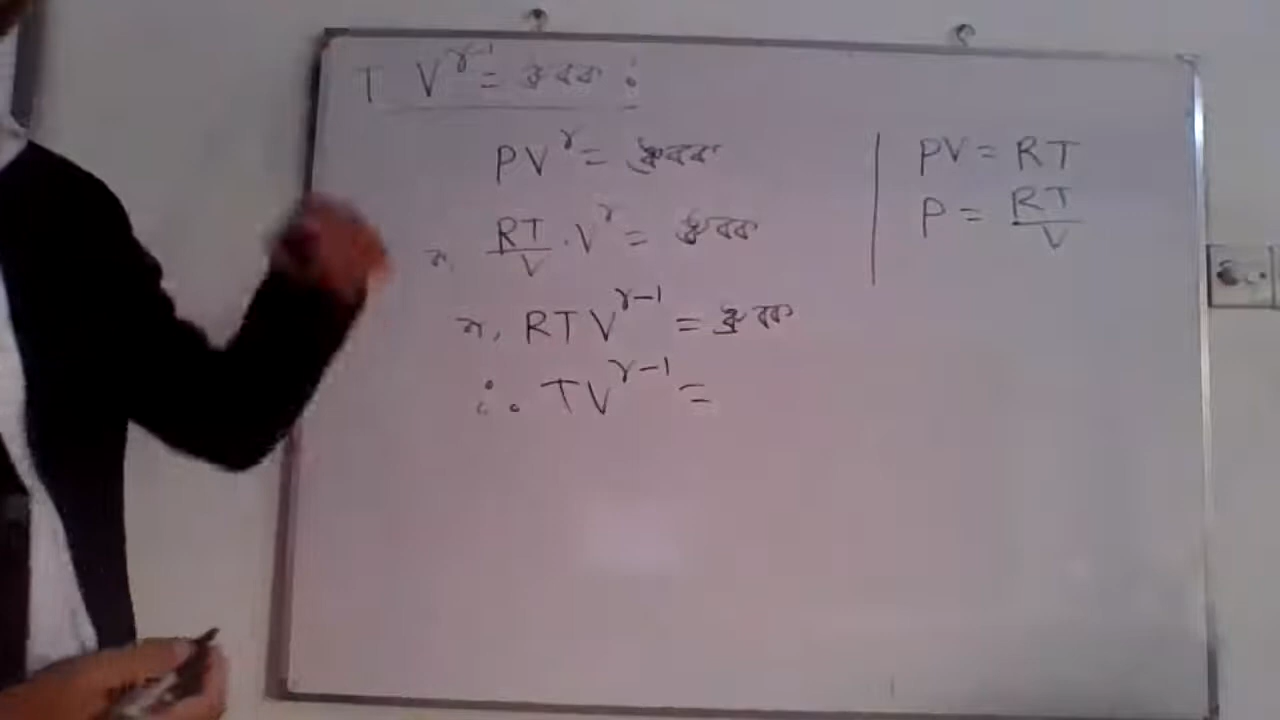 T V^γ-1 = ধ্রুবক :
PV^γ = ধ্রুবক
বা, RT/V . V^γ = ধ্রুবক
বা, RTV^γ-1 = ধ্রুবক
∴ TV^γ-1 =
PV = RT
P = RT/V